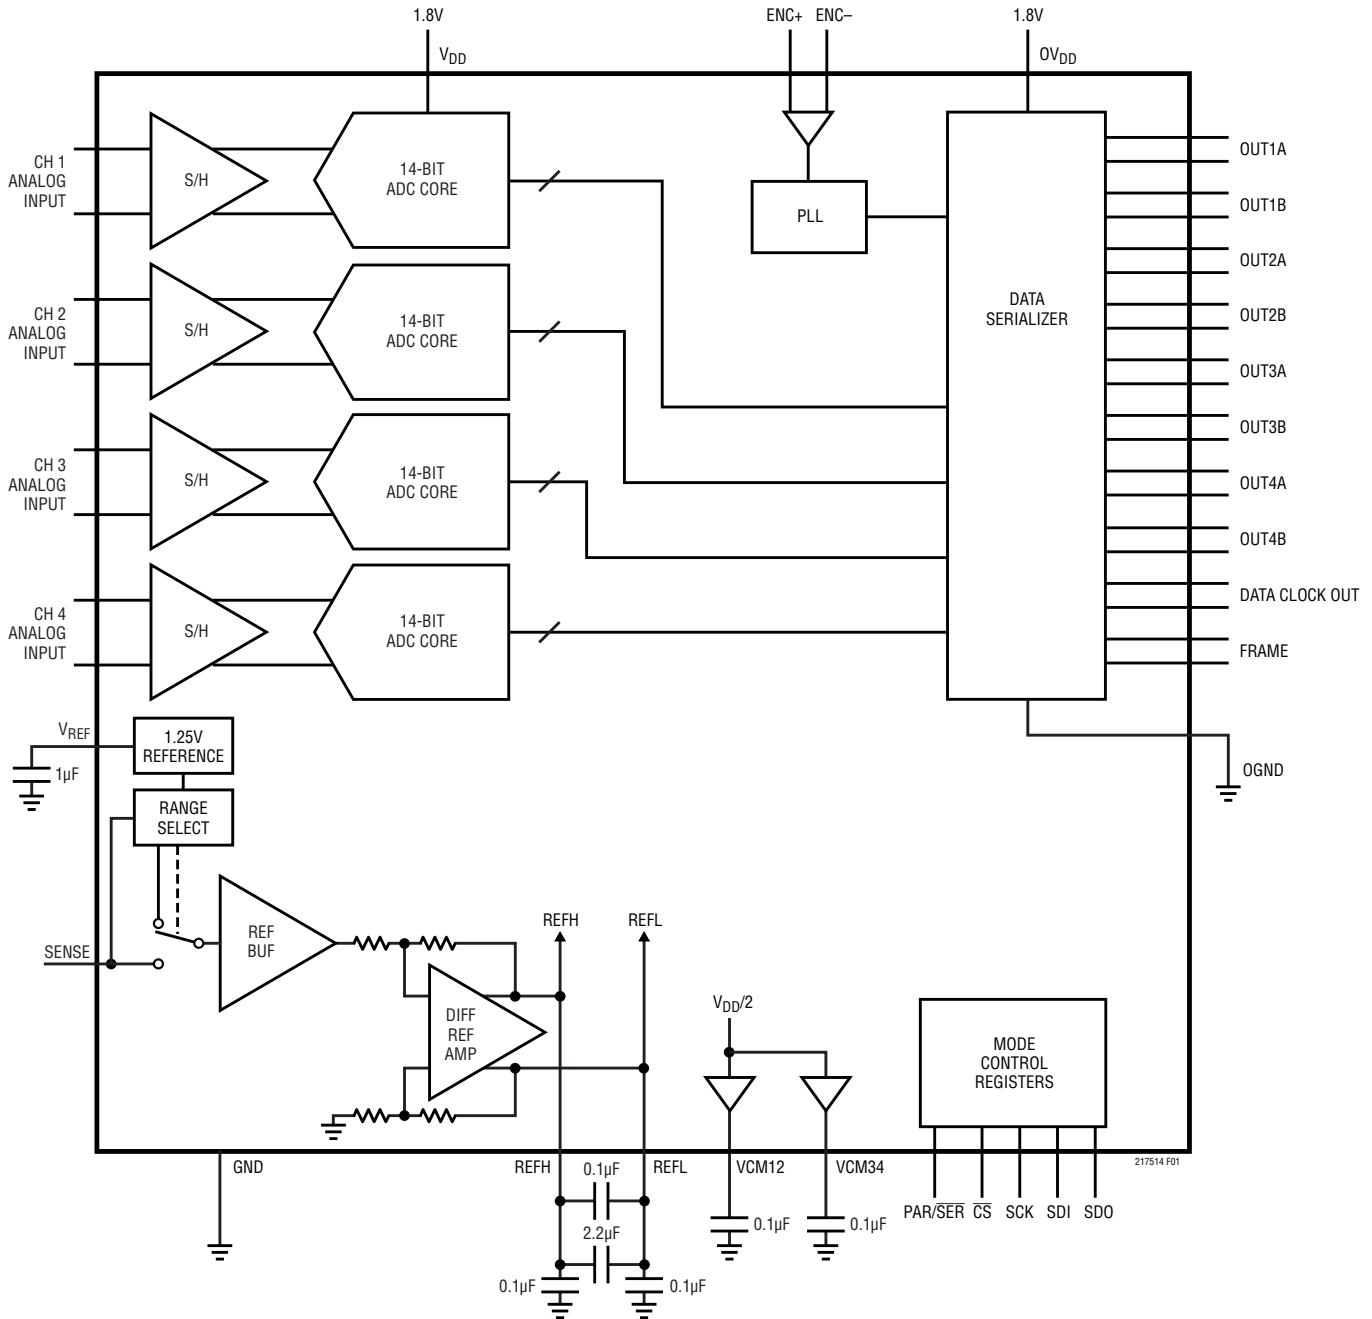 1.8V
ENC+ ENC–
1.8V
VDD
OVDD
CH 1
ANALOG
INPUT
S/H
14-BIT
ADC CORE
PLL
DATA
SERIALIZER
OUT1A
OUT1B
OUT2A
OUT2B
OUT3A
OUT3B
OUT4A
OUT4B
DATA CLOCK OUT
FRAME
CH 2
ANALOG
INPUT
S/H
14-BIT
ADC CORE
CH 3
ANALOG
INPUT
S/H
14-BIT
ADC CORE
CH 4
ANALOG
INPUT
S/H
14-BIT
ADC CORE
VREF
1µF
1.25V
REFERENCE
RANGE
SELECT
OGND
SENSE
REF
BUF
DIFF
REF
AMP
REFH
REFL
VDD/2
MODE
CONTROL
REGISTERS
217514 F01
GND
REFH
0.1µF
REFL
VCM12
VCM34
PAR/SER CS SCK SDI SDO
2.2µF
0.1µF
0.1µF
0.1µF
0.1µF